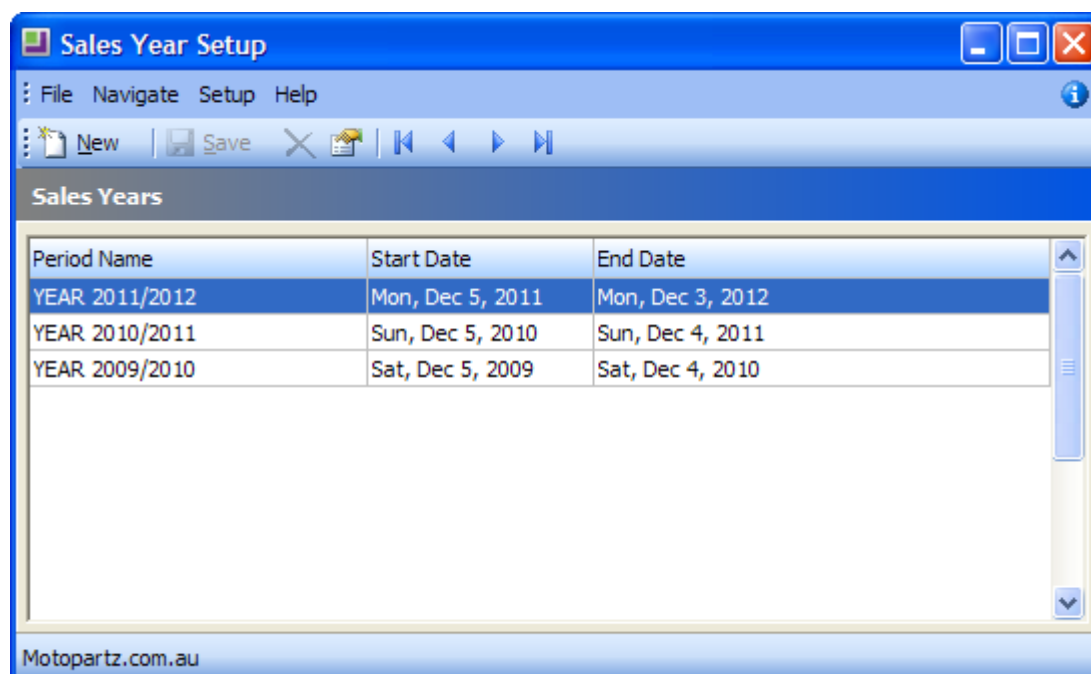 Sales Year Setup
File Navigate Setup Help
New Save
Sales Years
Period Name Start Date End Date
YEAR 2011/2012 Mon, Dec 5, 2011 Mon, Dec 3, 2012
YEAR 2010/2011 Sun, Dec 5, 2010 Sun, Dec 4, 2011
YEAR 2009/2010 Sat, Dec 5, 2009 Sat, Dec 4, 2010
Motopartz.com.au